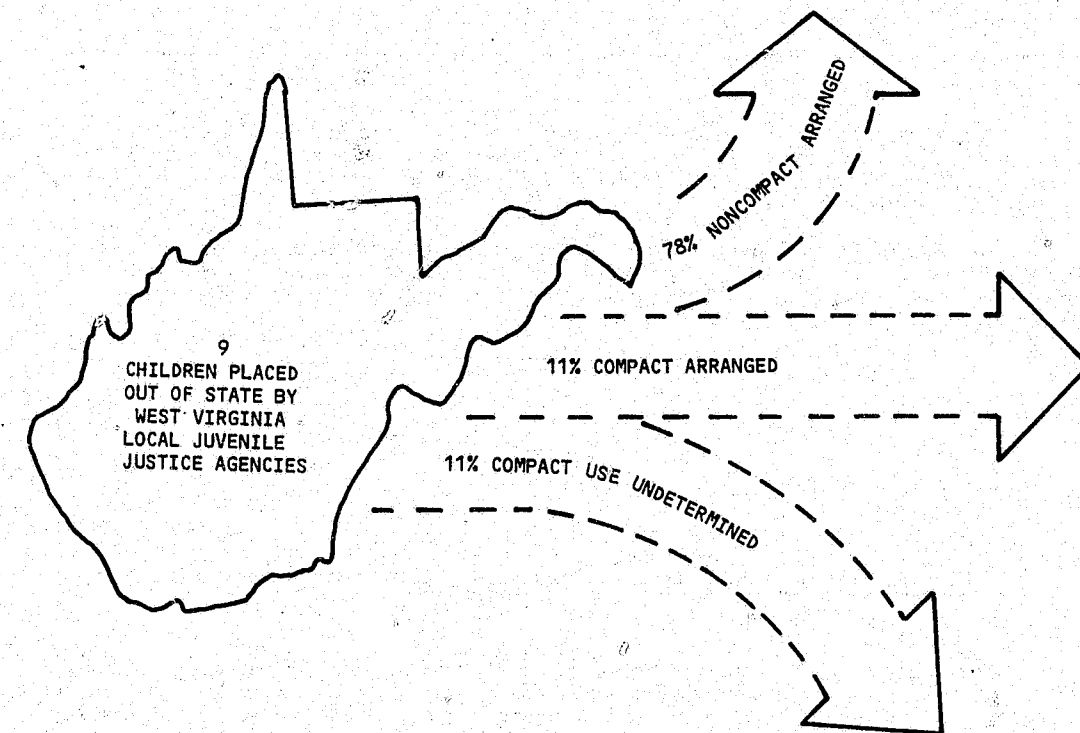 9
CHILDREN PLACED
OUT OF STATE BY
WEST VIRGINIA
LOCAL JUVENILE
JUSTICE AGENCIES
78% NONCOMPACT ARRANGED
11% COMPACT ARRANGED
11% COMPACT USE UNDETERMINED